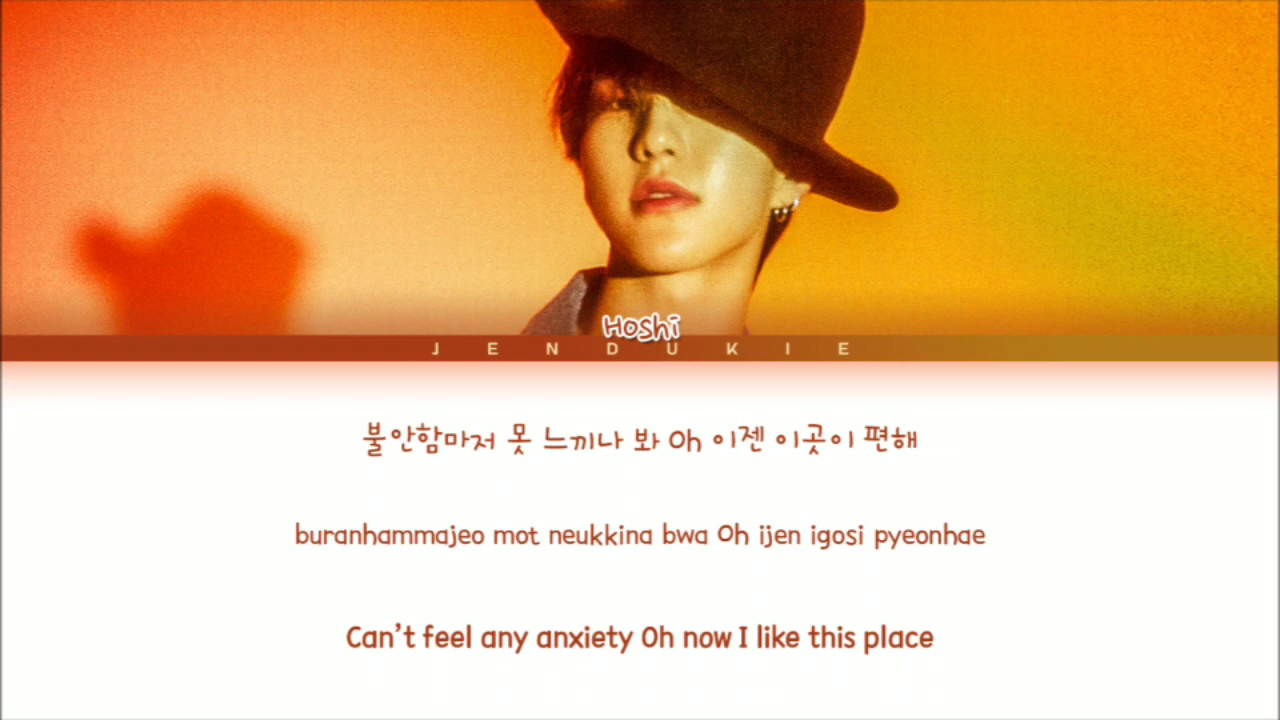 Hoshi
JENDUKIE
불안함마저 못 느끼나 봐 Oh 이젠 이곳이 편해
buranhammajeo mot neukkina bwa Oh ijen igosi pyeonhae
Can't feel any anxiety Oh now I like this place